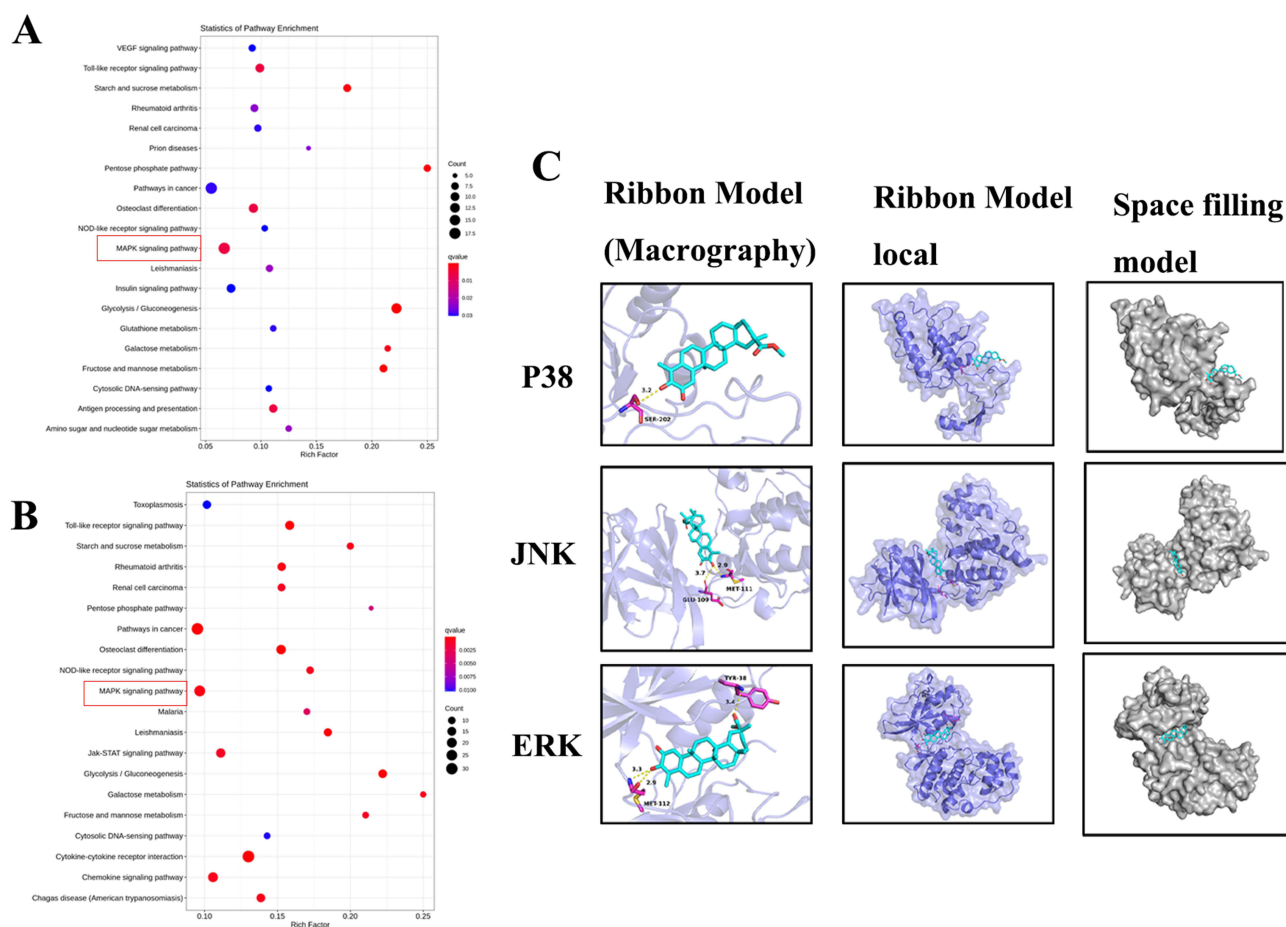 A
Statistics of Pathway Enrichment
VEGF signaling pathway
Toll-like receptor signaling pathway
Starch and sucrose metabolism
Rheumatoid arthritis
Renal cell carcinoma
Prion diseases
Pentose phosphate pathway
Pathways in cancer
Osteoclast differentiation
NOD-like receptor signaling pathway
MAPK signaling pathway
Leishmaniasis
Insulin signaling pathway
Glycolysis / Gluconeogenesis
Glutathione metabolism
Galactose metabolism
Fructose and mannose metabolism
Cytosolic DNA-sensing pathway
Antigen processing and presentation
Amino sugar and nucleotide sugar metabolism
0.05 0.10 0.15 0.20 0.25
Rich Factor
Count
5.0
7.5
10.0
12.5
15.0
17.5
qvalue
0.01
0.02
0.03
B
Statistics of Pathway Enrichment
Toxoplasmosis
Toll-like receptor signaling pathway
Starch and sucrose metabolism
Rheumatoid arthritis
Renal cell carcinoma
Pentose phosphate pathway
Pathways in cancer
Osteoclast differentiation
NOD-like receptor signaling pathway
MAPK signaling pathway
Malaria
Leishmaniasis
Jak-STAT signaling pathway
Glycolysis / Gluconeogenesis
Galactose metabolism
Fructose and mannose metabolism
Cytosolic DNA-sensing pathway
Cytokine-cytokine receptor interaction
Chemokine signaling pathway
Chagas disease (American trypanosomiasis)
0.10 0.15 0.20 0.25
Rich Factor
qvalue
0.0025
0.0050
0.0075
0.0100
Count
10
15
20
25
30
C
Ribbon Model
(Macrography)
Ribbon Model
local
Space filling
model
P38
3.2
SER-202
JNK
2.9
3.7
MET-111
GLU-109
ERK
TYR-38
3.4
3.3
2.9
MET-112